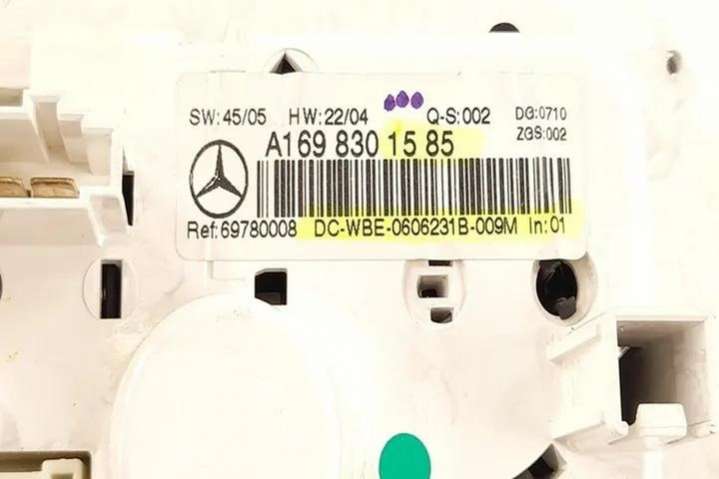 SW:45/05 HW:22/04 Q-S:002 DG:0710
ZGS:002
A169 830 15 85
Ref:69780008 DC-WBE-0606231B-009M In:01